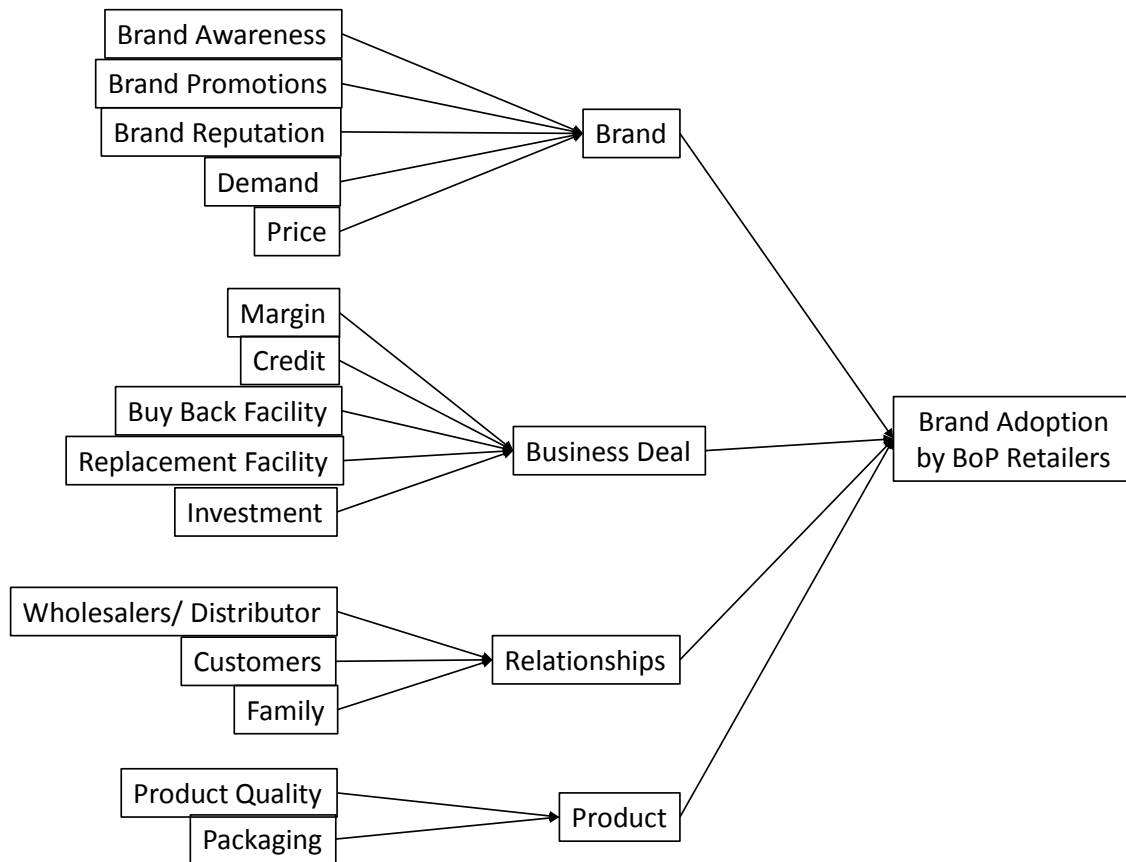 Brand Awareness
Brand Promotions
Brand Reputation
Demand
Price
Brand
Margin
Credit
Buy Back Facility
Replacement Facility
Investment
Business Deal
Brand Adoption
by BoP Retailers
Wholesalers/ Distributor
Customers
Family
Relationships
Product Quality
Packaging
Product